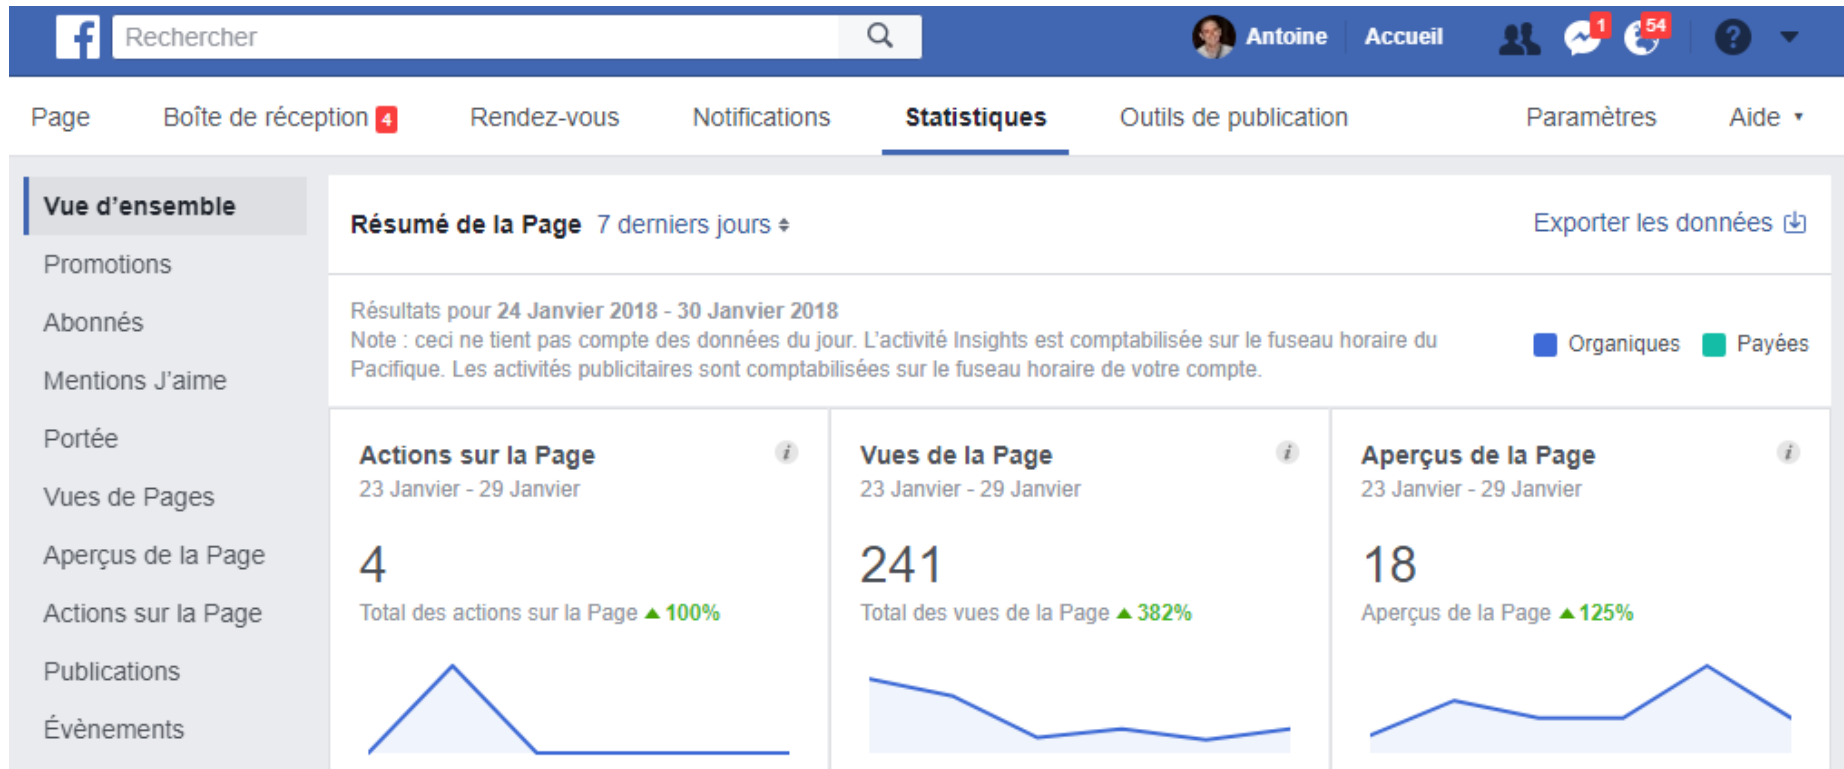 f Rechercher Antoine Accueil 1 54 ?
Page Boîte de réception 4 Rendez-vous Notifications Statistiques Outils de publication Paramètres Aide
Vue d’ensemble
Promotions
Abonnés
Mentions J’aime
Portée
Vues de Pages
Aperçus de la Page
Actions sur la Page
Publications
Évènements
Résumé de la Page 7 derniers jours
Exporter les données
Résultats pour 24 Janvier 2018 - 30 Janvier 2018
Note : ceci ne tient pas compte des données du jour. L’activité Insights est comptabilisée sur le fuseau horaire du
Pacifique. Les activités publicitaires sont comptabilisées sur le fuseau horaire de votre compte.
Organiques Payées
Actions sur la Page i
23 Janvier - 29 Janvier
4
Total des actions sur la Page ▲ 100%
Vues de la Page i
23 Janvier - 29 Janvier
241
Total des vues de la Page ▲ 382%
Aperçus de la Page i
23 Janvier - 29 Janvier
18
Aperçus de la Page ▲ 125%